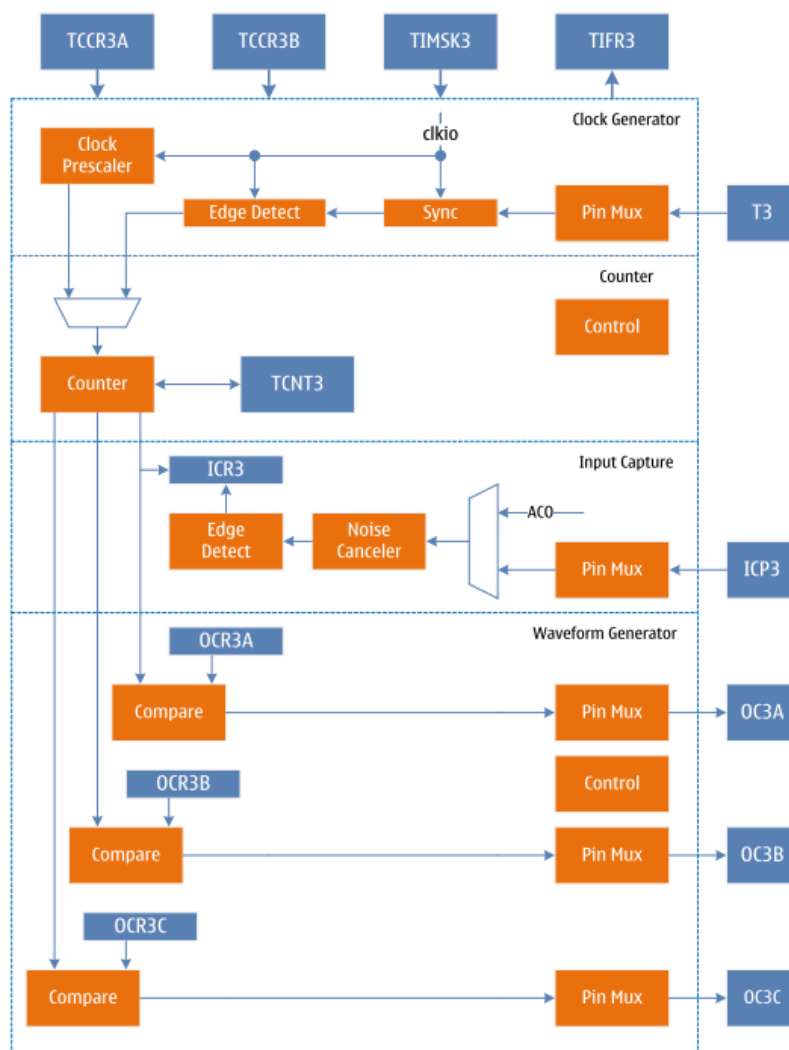 TCCR3A
TCCR3B
TIMSK3
TIFR3
Clock Generator
clkio
Clock
Prescaler
Edge Detect
Sync
Pin Mux
T3
Counter
Control
Counter
TCNT3
Input Capture
ICR3
Edge
Detect
Noise
Canceler
ACO
Pin Mux
ICP3
Waveform Generator
OCR3A
Compare
Pin Mux
OC3A
Control
OCR3B
Compare
Pin Mux
OC3B
OCR3C
Compare
Pin Mux
OC3C